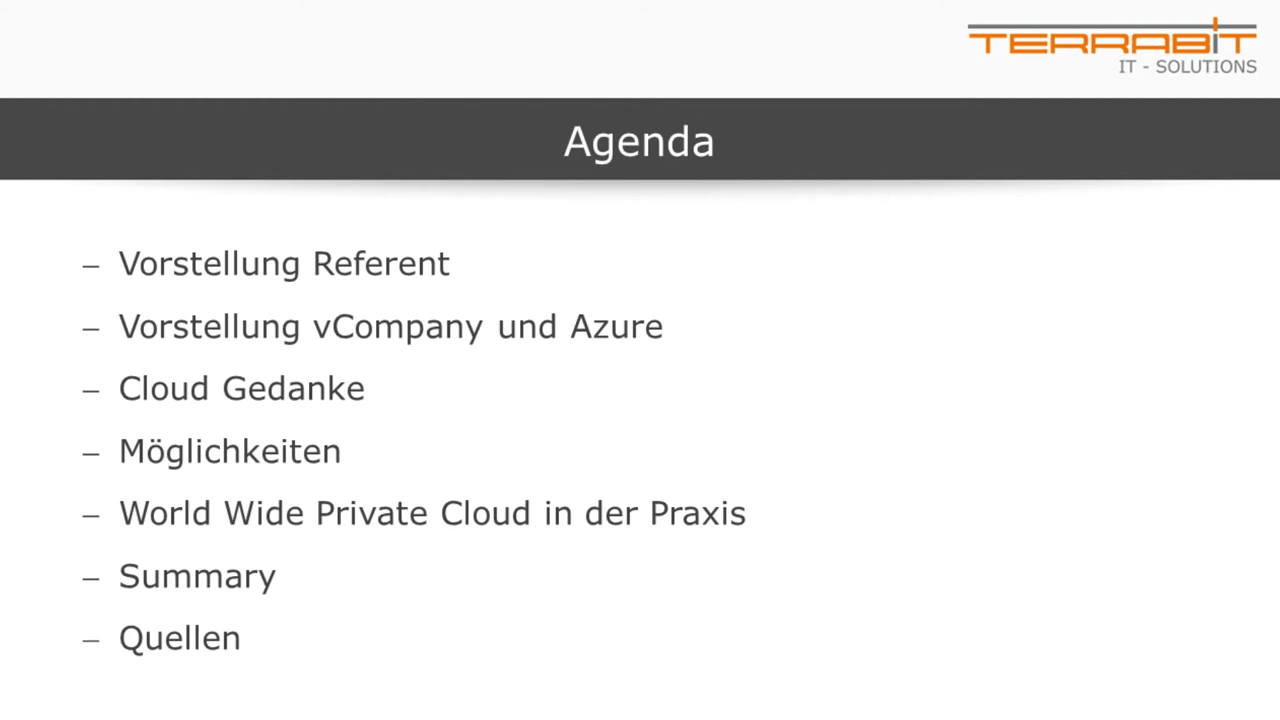 TERRABIT
IT - SOLUTIONS
Agenda
– Vorstellung Referent
– Vorstellung vCompany und Azure
– Cloud Gedanke
– Möglichkeiten
– World Wide Private Cloud in der Praxis
– Summary
– Quellen